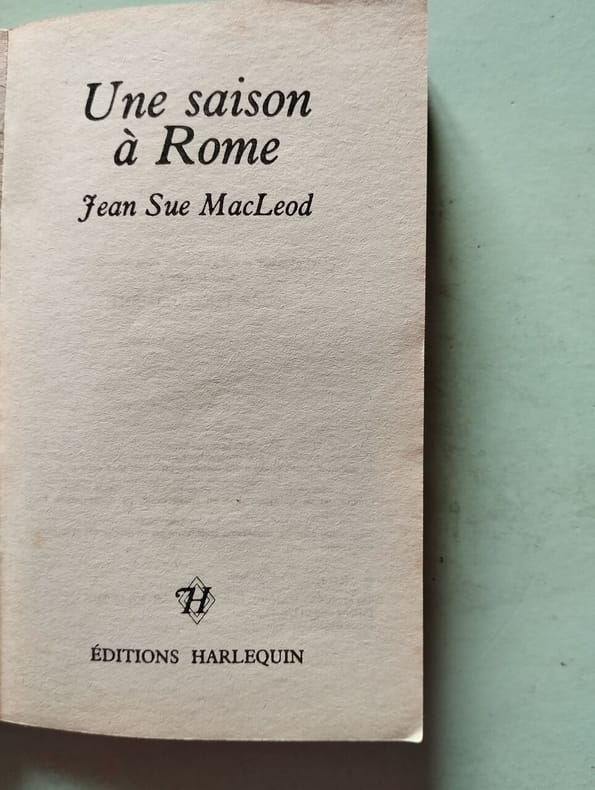 Une saison
à Rome
Jean Sue MacLeod
H
ÉDITIONS HARLEQUIN